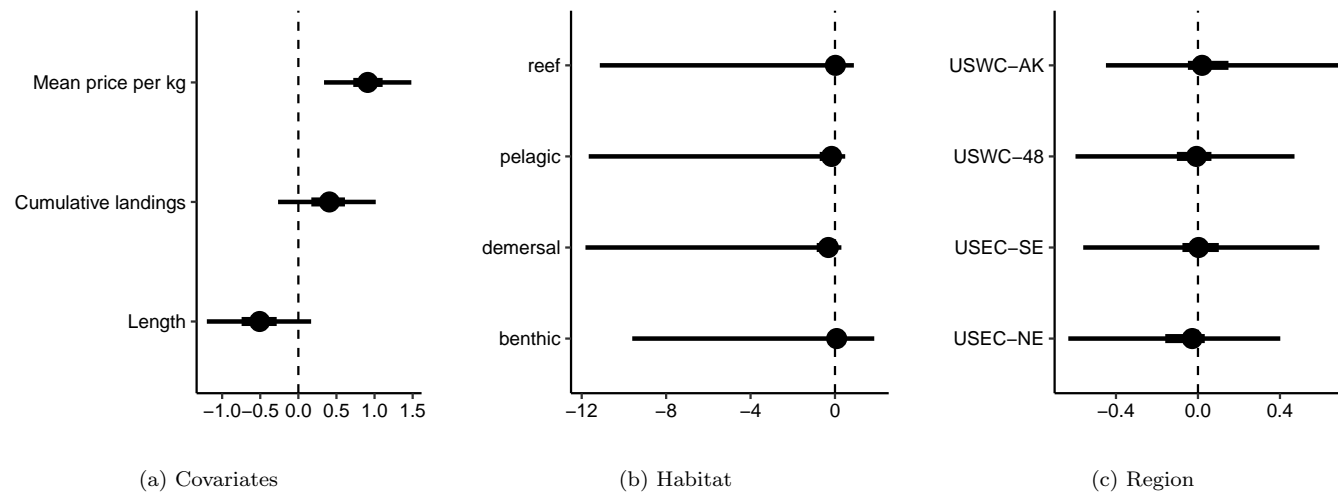 Mean price per kg
Cumulative landings
Length
−1.0 −0.5 0.0 0.5 1.0 1.5
(a) Covariates
reef
pelagic
demersal
benthic
−12 −8 −4 0
(b) Habitat
USWC−AK
USWC−48
USEC−SE
USEC−NE
−0.4 0.0 0.4
(c) Region